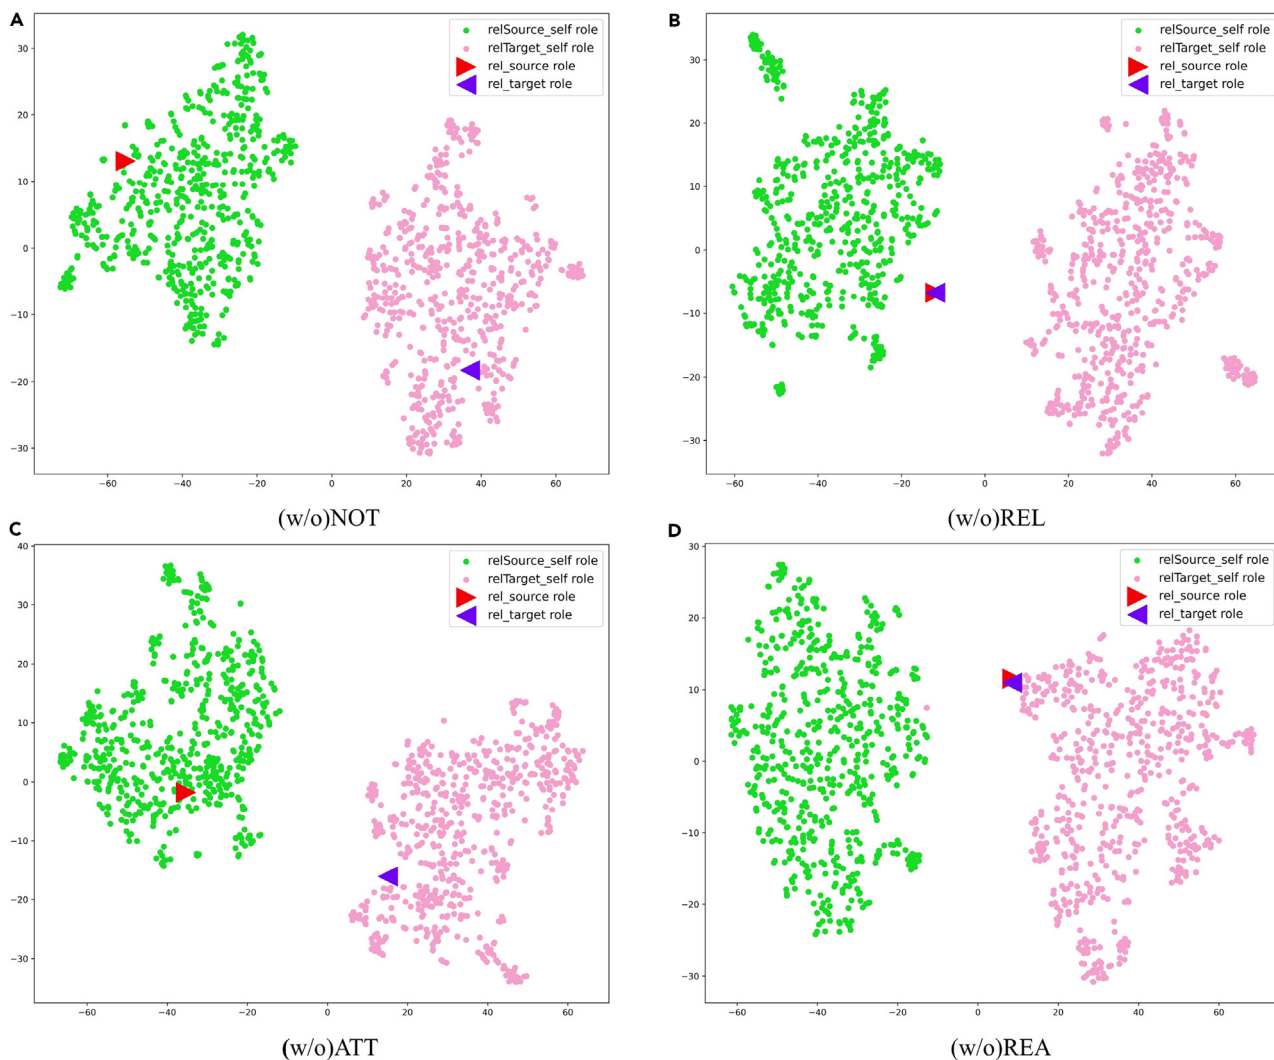 A
relSource_self role
relTarget_self role
rel_source role
rel_target role
30
20
10
0
−10
−20
−30
−60 −40 −20 0 20 40 60
(w/o)NOT
B
relSource_self role
relTarget_self role
rel_source role
rel_target role
30
20
10
0
−10
−20
−30
−60 −40 −20 0 20 40 60
(w/o)REL
C
relSource_self role
relTarget_self role
rel_source role
rel_target role
40
30
20
10
0
−10
−20
−30
−60 −40 −20 0 20 40 60
(w/o)ATT
D
relSource_self role
relTarget_self role
rel_source role
rel_target role
30
20
10
0
−10
−20
−30
−60 −40 −20 0 20 40 60
(w/o)REA